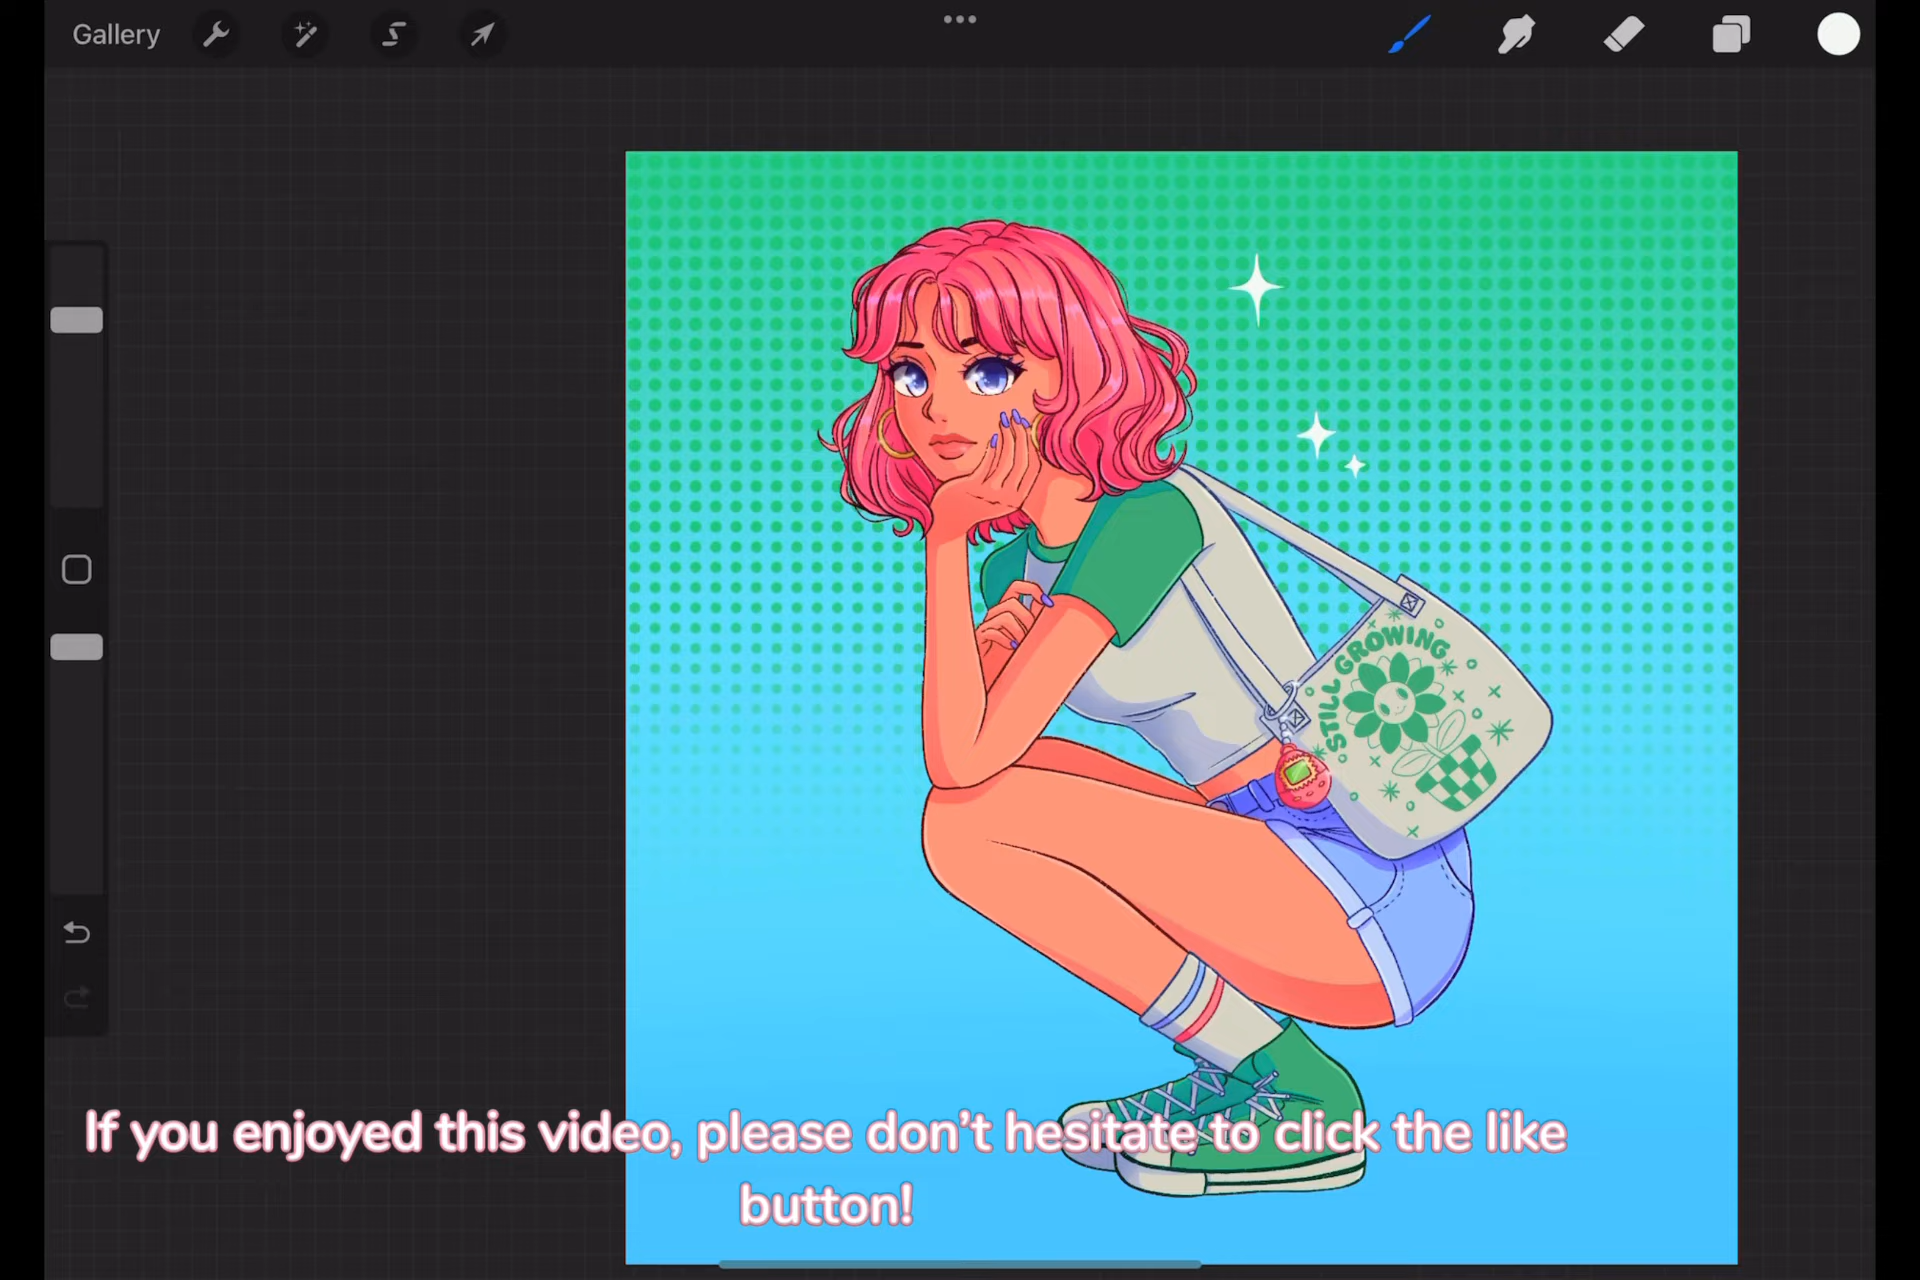 Gallery
STILL GROWING
If you enjoyed this video, please don't hesitate to click the like
button!